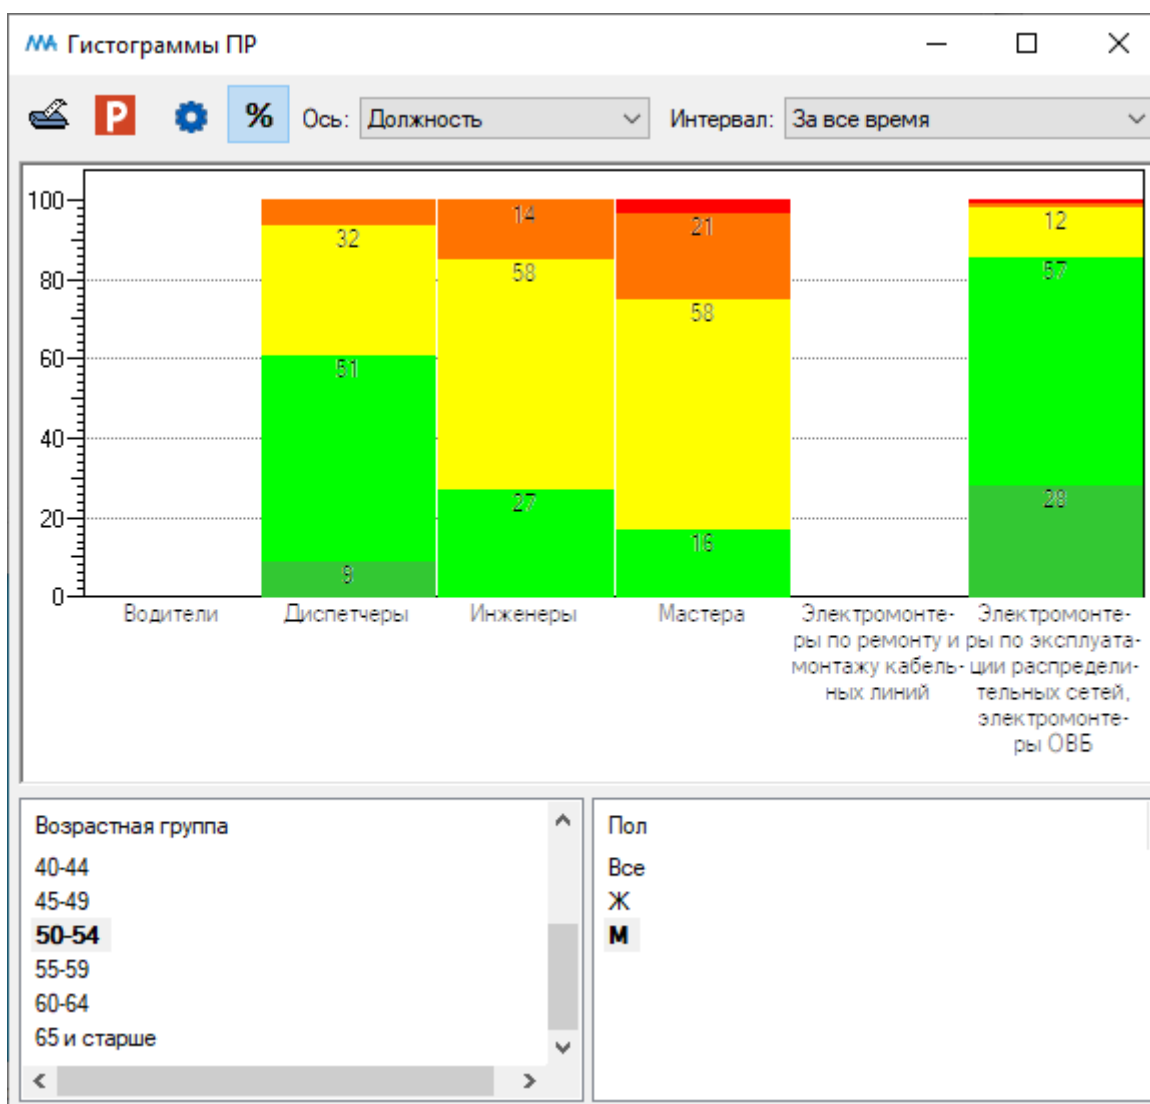 Гистограммы ПР
% Ось: Должность Интервал: За все время
100
80
60
40
20
0
32
51
9
14
58
27
21
58
16
12
57
28
Водители
Диспетчеры
Инженеры
Мастера
Электромонте-
ры по ремонту и
монтажу кабель-
ных линий
Электромонте-
ры по эксплуата-
ции распредели-
тельных сетей,
электромонте-
ры ОВБ
Возрастная группа
40-44
45-49
50-54
55-59
60-64
65 и старше
Пол
Все
Ж
М